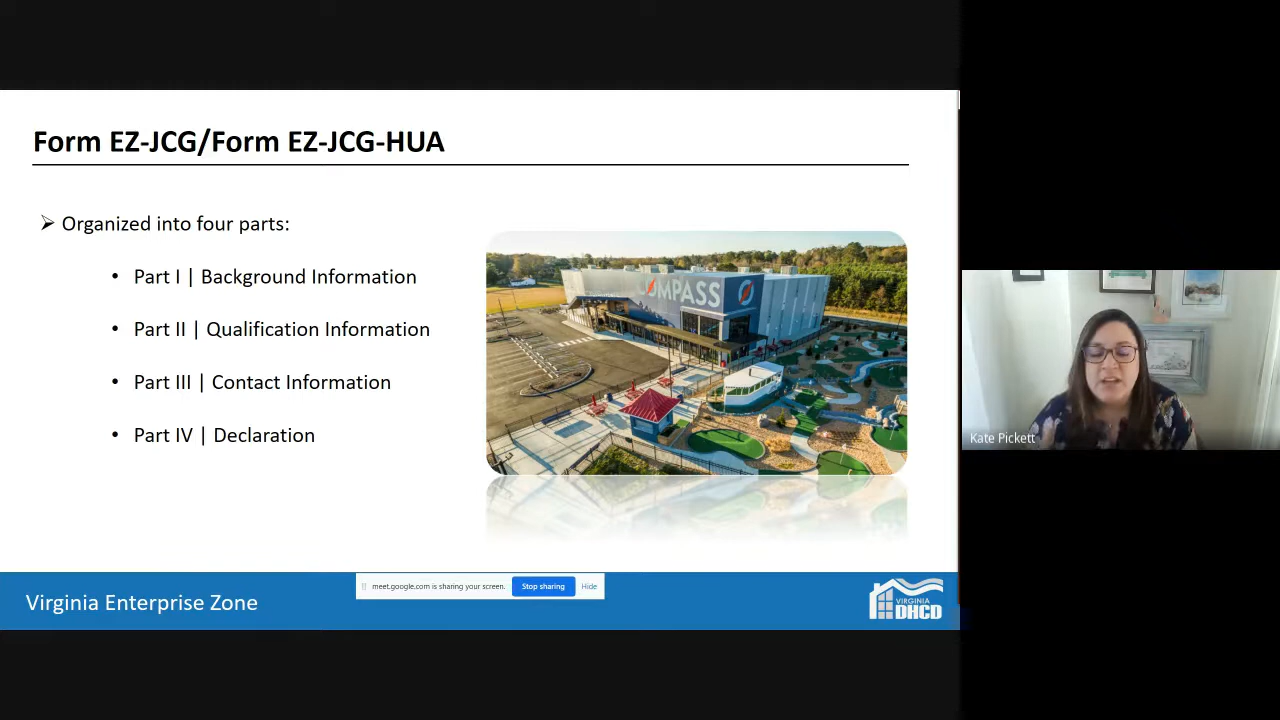 Form EZ-JCG/Form EZ-JCG-HUA
➢ Organized into four parts:
• Part I | Background Information
• Part II | Qualification Information
• Part III | Contact Information
• Part IV | Declaration
COMPASS
Kate Pickett
meet.google.com is sharing your screen. Stop sharing Hide
Virginia Enterprise Zone
VIRGINIA
DHCD